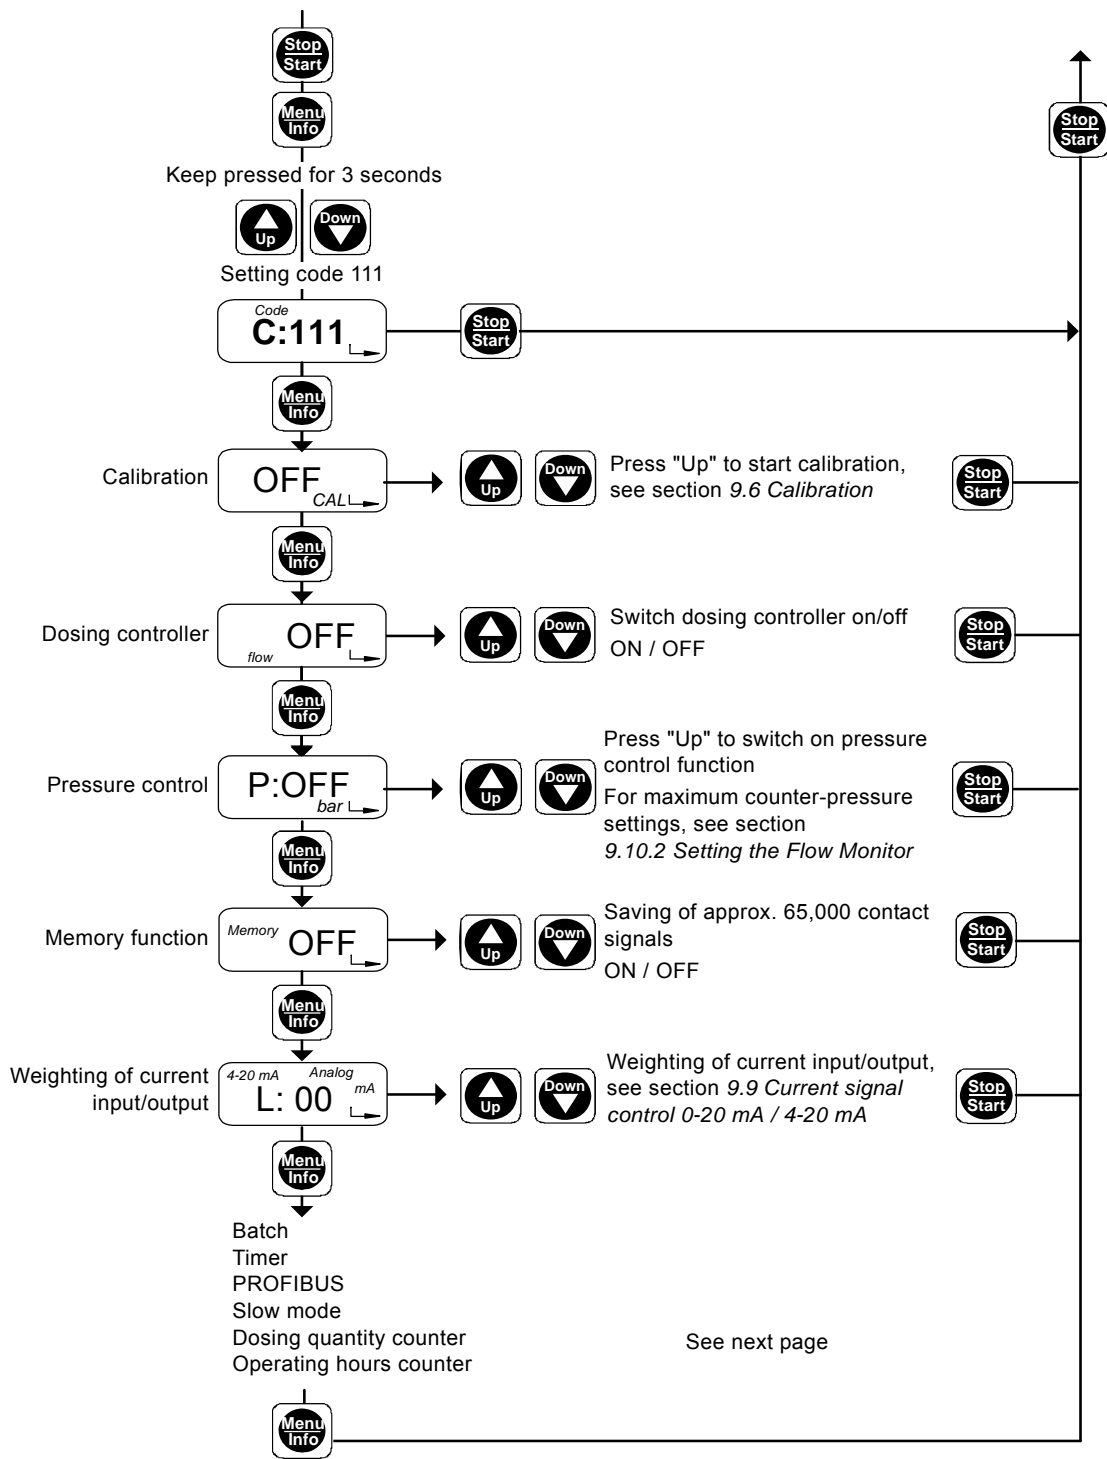 Stop
Start
Menu
Info
Stop
Start
Keep pressed for 3 seconds
Up
Down
Setting code 111
Code
C:111
Stop
Start
Menu
Info
Calibration
OFF
CAL
Up
Down
Press "Up" to start calibration,
see section 9.6 Calibration
Stop
Start
Menu
Info
Dosing controller
OFF
flow
Up
Down
Switch dosing controller on/off
ON / OFF
Stop
Start
Menu
Info
Pressure control
P:OFF
bar
Up
Down
Press "Up" to switch on pressure
control function
For maximum counter-pressure
settings, see section
9.10.2 Setting the Flow Monitor
Stop
Start
Menu
Info
Memory function
Memory
OFF
Up
Down
Saving of approx. 65,000 contact
signals
ON / OFF
Stop
Start
Menu
Info
Weighting of current
input/output
4-20 mA
Analog
L: 00
mA
Up
Down
Weighting of current input/output,
see section 9.9 Current signal
control 0-20 mA / 4-20 mA
Stop
Start
Menu
Info
Batch
Timer
PROFIBUS
Slow mode
Dosing quantity counter
Operating hours counter
See next page
Menu
Info